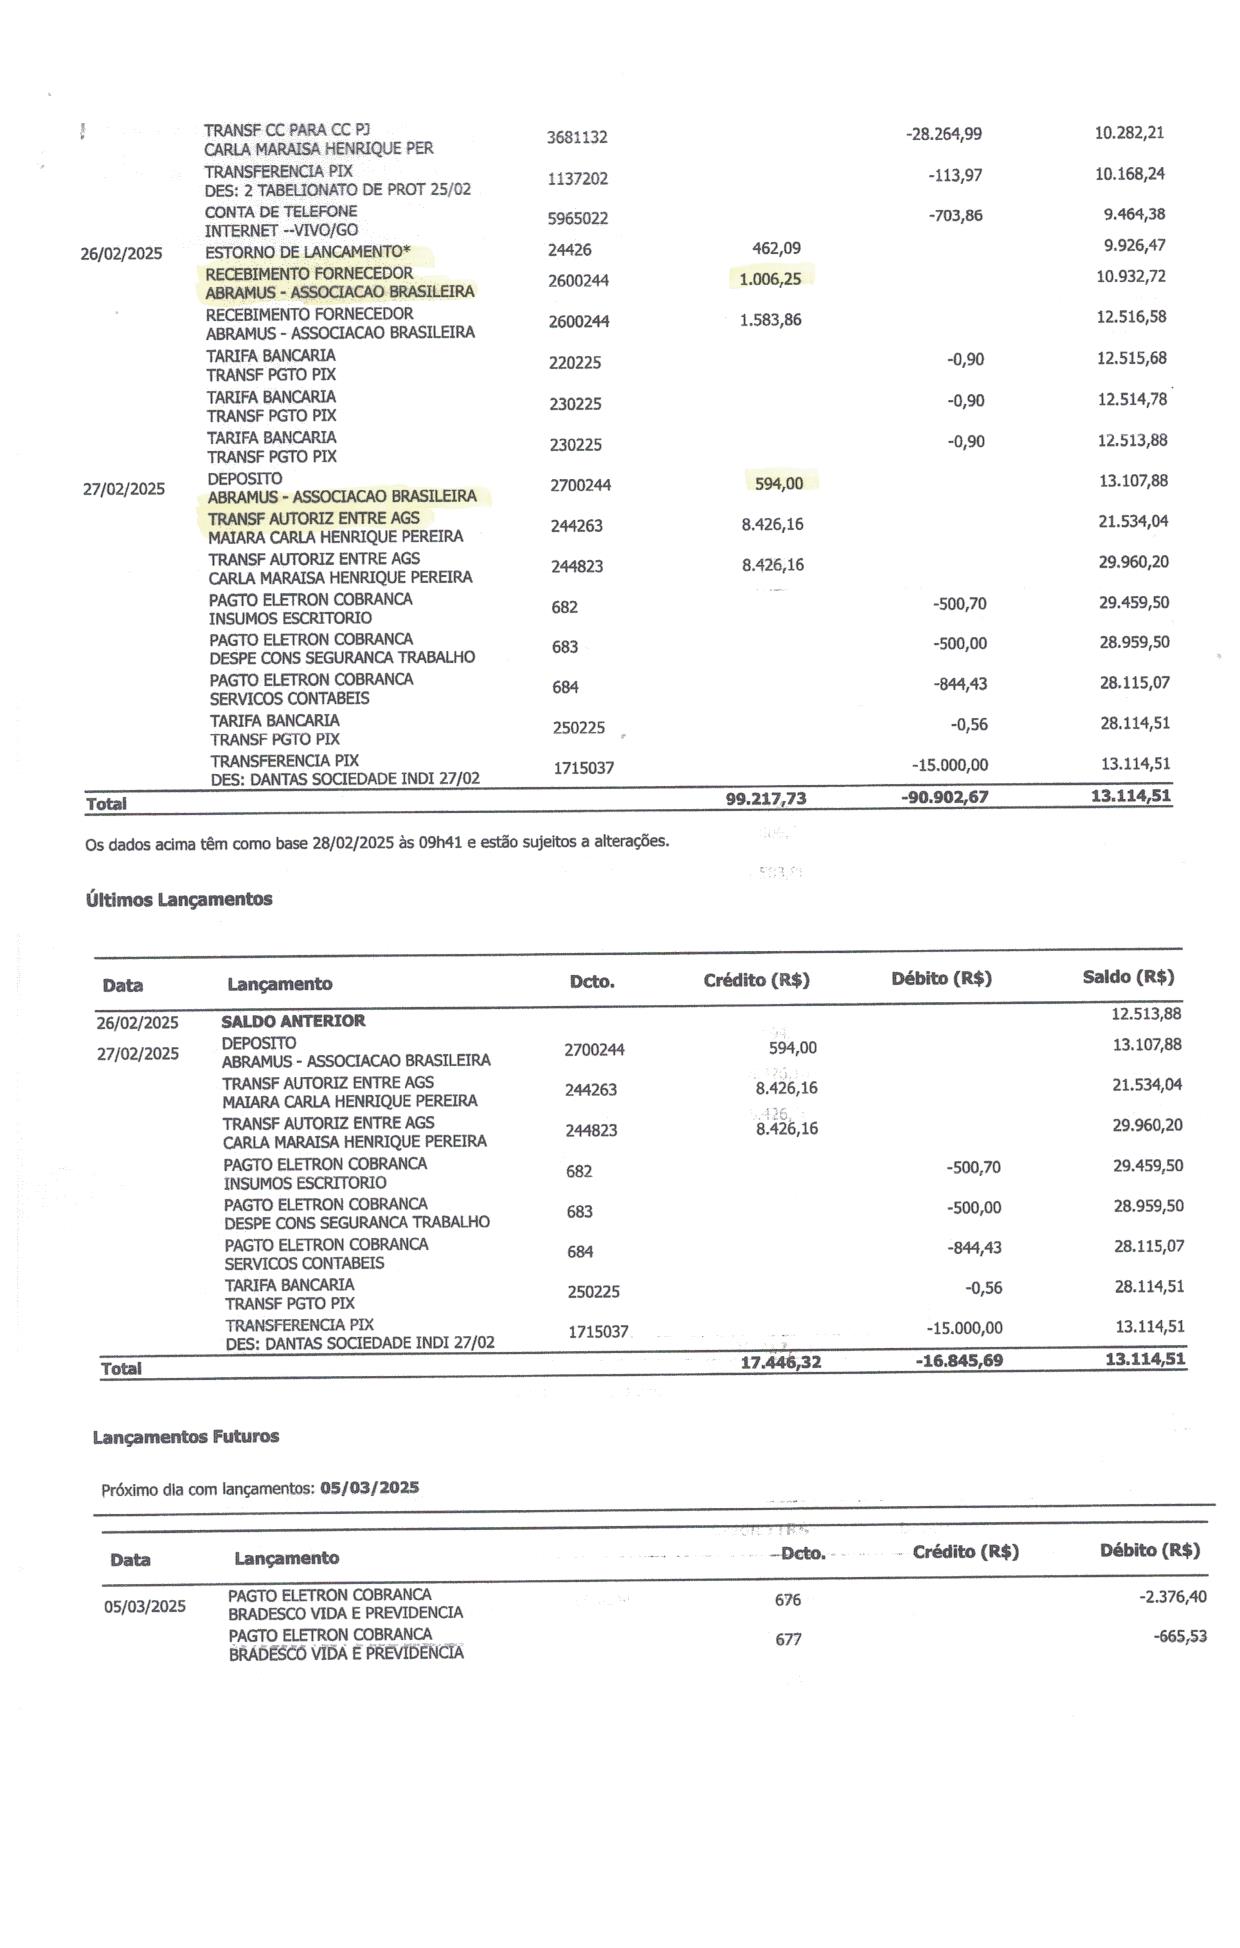 TRANSF CC PARA CC PJ
CARLA MARAISA HENRIQUE PER 3681132 -28.264,99 10.282,21
TRANSFERENCIA PIX
DES: 2 TABELIONATO DE PROT 25/02 1137202 -113,97 10.168,24
CONTA DE TELEFONE
INTERNET --VIVO/GO 5965022 -703,86 9.464,38
26/02/2025 ESTORNO DE LANCAMENTO* 24426 462,09 9.926,47
RECEBIMENTO FORNECEDOR
ABRAMUS - ASSOCIACAO BRASILEIRA 2600244 1.006,25 10.932,72
RECEBIMENTO FORNECEDOR
ABRAMUS - ASSOCIACAO BRASILEIRA 2600244 1.583,86 12.516,58
TARIFA BANCARIA
TRANSF PGTO PIX 220225 -0,90 12.515,68
TARIFA BANCARIA
TRANSF PGTO PIX 230225 -0,90 12.514,78
TARIFA BANCARIA
TRANSF PGTO PIX 230225 -0,90 12.513,88
27/02/2025 DEPOSITO
ABRAMUS - ASSOCIACAO BRASILEIRA 2700244 594,00 13.107,88
TRANSF AUTORIZ ENTRE AGS
MAIARA CARLA HENRIQUE PEREIRA 244263 8.426,16 21.534,04
TRANSF AUTORIZ ENTRE AGS
CARLA MARAISA HENRIQUE PEREIRA 244823 8.426,16 29.960,20
PAGTO ELETRON COBRANCA
INSUMOS ESCRITORIO 682 -500,70 29.459,50
PAGTO ELETRON COBRANCA
DESPE CONS SEGURANCA TRABALHO 683 -500,00 28.959,50
PAGTO ELETRON COBRANCA
SERVICOS CONTABEIS 684 -844,43 28.115,07
TARIFA BANCARIA
TRANSF PGTO PIX 250225 -0,56 28.114,51
TRANSFERENCIA PIX
DES: DANTAS SOCIEDADE INDI 27/02 1715037 -15.000,00 13.114,51
Total 99.217,73 -90.902,67 13.114,51
Os dados acima têm como base 28/02/2025 às 09h41 e estão sujeitos a alterações.
Últimos Lançamentos
Data Lançamento Dcto. Crédito (R$) Débito (R$) Saldo (R$)
26/02/2025 SALDO ANTERIOR 12.513,88
27/02/2025 DEPOSITO
ABRAMUS - ASSOCIACAO BRASILEIRA 2700244 594,00 13.107,88
TRANSF AUTORIZ ENTRE AGS
MAIARA CARLA HENRIQUE PEREIRA 244263 8.426,16 21.534,04
TRANSF AUTORIZ ENTRE AGS
CARLA MARAISA HENRIQUE PEREIRA 244823 8.426,16 29.960,20
PAGTO ELETRON COBRANCA
INSUMOS ESCRITORIO 682 -500,70 29.459,50
PAGTO ELETRON COBRANCA
DESPE CONS SEGURANCA TRABALHO 683 -500,00 28.959,50
PAGTO ELETRON COBRANCA
SERVICOS CONTABEIS 684 -844,43 28.115,07
TARIFA BANCARIA
TRANSF PGTO PIX 250225 -0,56 28.114,51
TRANSFERENCIA PIX
DES: DANTAS SOCIEDADE INDI 27/02 1715037 -15.000,00 13.114,51
Total 17.446,32 -16.845,69 13.114,51
Lançamentos Futuros
Próximo dia com lançamentos: 05/03/2025
Data Lançamento Dcto. Crédito (R$) Débito (R$)
05/03/2025 PAGTO ELETRON COBRANCA
BRADESCO VIDA E PREVIDENCIA 676 -2.376,40
PAGTO ELETRON COBRANCA
BRADESCO VIDA E PREVIDENCIA 677 -665,53